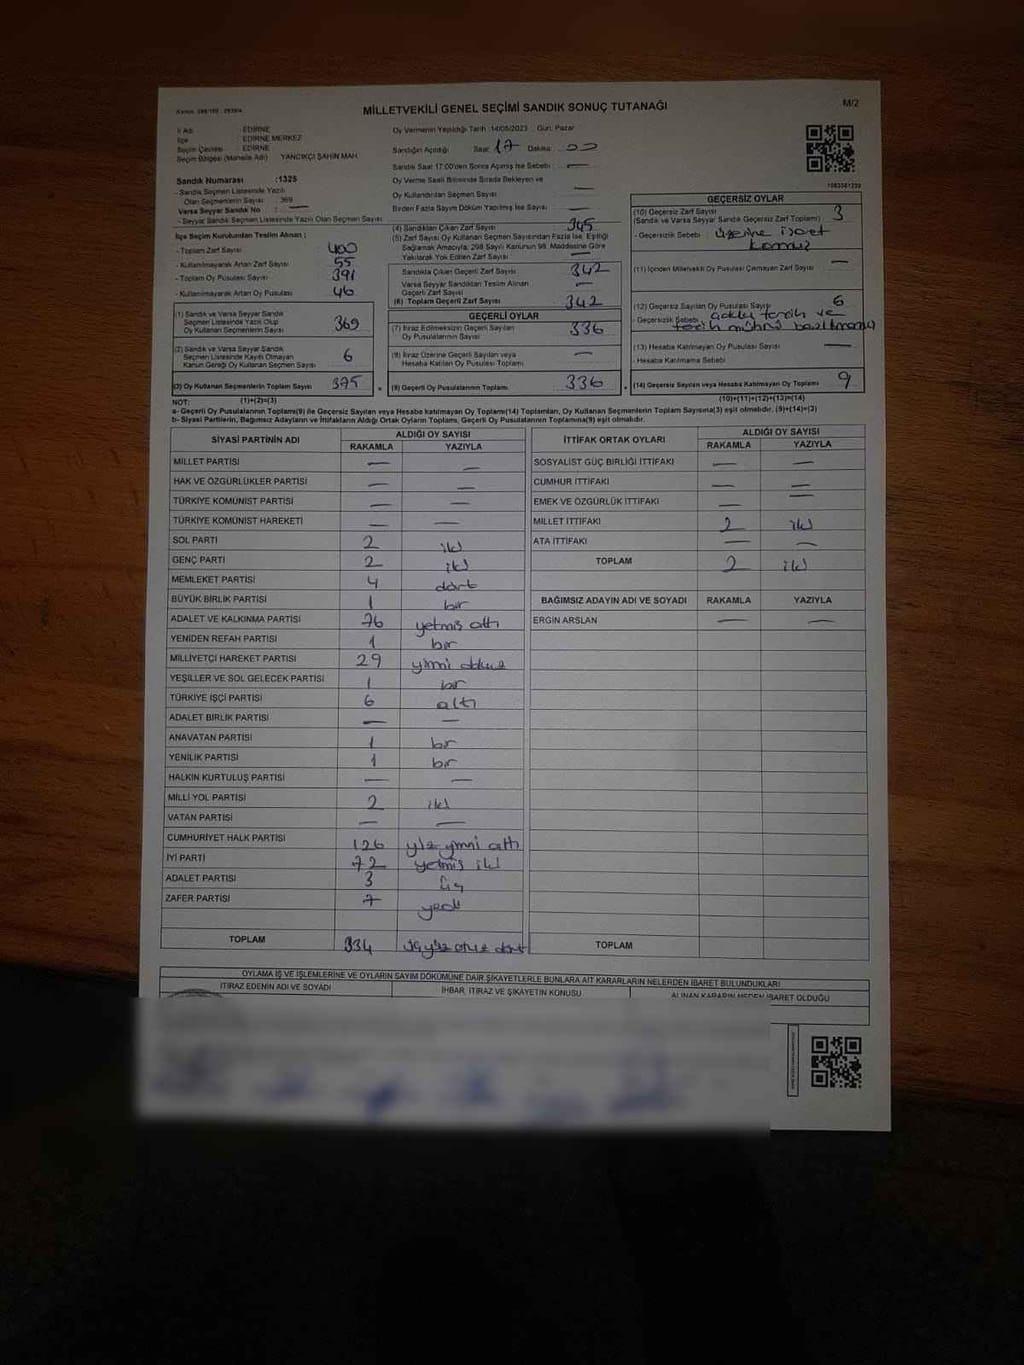 MİLLETVEKİLİ GENEL SEÇİMİ SANDIK SONUÇ TUTANAĞI
M/2
İl Adı : EDİRNE
İlçe : EDİRNE MERKEZ
Seçim Çevresi : EDİRNE
Seçim Bölgesi (Mahalle Adı) : YANCIKÇI ŞAHİN MAH.
Sandık Numarası :1325
- Sandık Seçmen Listesinde Yazılı
Olan Seçmenlerin Sayısı : 369
Varsa Seyyar Sandık No : —
- Seyyar Sandık Seçmen Listesinde Yazılı Olan Seçmen Sayısı
İlçe Seçim Kurulundan Teslim Alınan ;
- Toplam Zarf Sayısı 400
- Kullanılmayarak Artan Zarf Sayısı 55
- Toplam Oy Pusulası Sayısı 391
- Kullanılmayarak Artan Oy Pusulası 46
(1) Sandık ve Varsa Seyyar Sandık
Seçmen Listesinde Yazılı Olup
Oy Kullanan Seçmenlerin Sayısı 369
(2) Sandık ve Varsa Seyyar Sandık
Seçmen Listesinde Kayıtlı Olmayan
Kanun Gereği Oy Kullanan Seçmen Sayısı 6
(3) Oy Kullanan Seçmenlerin Toplam Sayısı 375
(1)+(2)=(3)
Oy Vermenin Yapıldığı Tarih :14/05/2023 Gün: Pazar
Sandığın Açıldığı Saat: 17 Dakika: 00
Sandık Saat 17:00'den Sonra Açılmış İse Sebebi : —
Oy Verme Saati Bitiminde Sırada Bekleyen ve
Oy Kullandırılan Seçmen Sayısı —
Birden Fazla Sayım Döküm Yapılmış İse Sayısı —
(4) Sandıktan Çıkan Zarf Sayısı 345
(5) Zarf Sayısı Oy Kullanan Seçmen Sayısından Fazla İse, Eşitliği
Sağlamak Amacıyla, 298 Sayılı Kanunun 98. Maddesine Göre
Yakılarak Yok Edilen Zarf Sayısı —
Sandıkta Çıkan Geçerli Zarf Sayısı 342
Varsa Seyyar Sandıktan Teslim Alınan
Geçerli Zarf Sayısı —
(6) Toplam Geçerli Zarf Sayısı 342
GEÇERLİ OYLAR
(7) İtiraz Edilmeksizin Geçerli Sayılan
Oy Pusulalarının Sayısı 336
(8) İtiraz Üzerine Geçerli Sayılan veya
Hesaba Katılan Oy Pusulası Toplamı —
(9) Geçerli Oy Pusulalarının Toplamı 336
1083361239
GEÇERSİZ OYLAR
(10) Geçersiz Zarf Sayısı
(Sandık ve Varsa Seyyar Sandık Geçersiz Zarf Toplamı) 3
- Geçersizlik Sebebi : üzerine işaret
(11) İçinden Milletvekili Oy Pusulası Çıkmayan Zarf Sayısı —
(12) Geçersiz Sayılan Oy Pusulası Sayısı 6
- Geçersizlik Sebebi : tercih ve
tercih mührü
(13) Hesaba Katılmayan Oy Pusulası Sayısı —
- Hesaba Katılmama Sebebi
(14) Geçersiz Sayılan veya Hesaba Katılmayan Oy Toplamı 9
(10)+(11)+(12)+(13)=(14)
NOT:
a- Geçerli Oy Pusulalarının Toplamı(9) ile Geçersiz Sayılan veya Hesaba katılmayan Oy Toplamı(14) Toplamları, Oy Kullanan Seçmenlerin Toplam Sayısına(3) eşit olmalıdır. (9)+(14)=(3)
b- Siyasi Partilerin, Bağımsız Adayların ve İttifakların Aldığı Ortak Oyların Toplamı, Geçerli Oy Pusulalarının Toplamına(9) eşit olmalıdır.
SİYASİ PARTİNİN ADI ALDIĞI OY SAYISI
RAKAMLA YAZIYLA
MİLLET PARTİSİ — —
HAK VE ÖZGÜRLÜKLER PARTİSİ — —
TÜRKİYE KOMÜNİST PARTİSİ — —
TÜRKİYE KOMÜNİST HAREKETİ — —
SOL PARTİ 2 iki
GENÇ PARTİ 2 iki
MEMLEKET PARTİSİ 4 dört
BÜYÜK BİRLİK PARTİSİ 1 bir
ADALET VE KALKINMA PARTİSİ 76 yetmiş altı
YENİDEN REFAH PARTİSİ 1 bir
MİLLİYETÇİ HAREKET PARTİSİ 29 yirmi dokuz
YEŞİLLER VE SOL GELECEK PARTİSİ 1 bir
TÜRKİYE İŞÇİ PARTİSİ 6 altı
ADALET BİRLİK PARTİSİ — —
ANAVATAN PARTİSİ 1 bir
YENİLİK PARTİSİ 1 bir
HALKIN KURTULUŞ PARTİSİ — —
MİLLİ YOL PARTİSİ 2 iki
VATAN PARTİSİ — —
CUMHURİYET HALK PARTİSİ 126 yüz yirmi altı
İYİ PARTİ 72 yetmiş iki
ADALET PARTİSİ 3 üç
ZAFER PARTİSİ 7 yedi
TOPLAM 334 üçyüz otuz dört
İTTİFAK ORTAK OYLARI ALDIĞI OY SAYISI
RAKAMLA YAZIYLA
SOSYALİST GÜÇ BİRLİĞİ İTTİFAKI — —
CUMHUR İTTİFAKI — —
EMEK VE ÖZGÜRLÜK İTTİFAKI — —
MİLLET İTTİFAKI 2 iki
ATA İTTİFAKI — —
TOPLAM 2 iki
BAĞIMSIZ ADAYIN ADI VE SOYADI RAKAMLA YAZIYLA
ERGİN ARSLAN — —
TOPLAM
OYLAMA İŞ VE İŞLEMLERİNE VE OYLARIN SAYIM DÖKÜMÜNE DAİR ŞİKAYETLERLE BUNLARA AİT KARARLARIN NELERDEN İBARET BULUNDUKLARI
İTİRAZ EDENİN ADI VE SOYADI
İHBAR, İTİRAZ VE ŞİKAYETİN KONUSU
ALINAN KARARIN NEDEN İBARET OLDUĞU